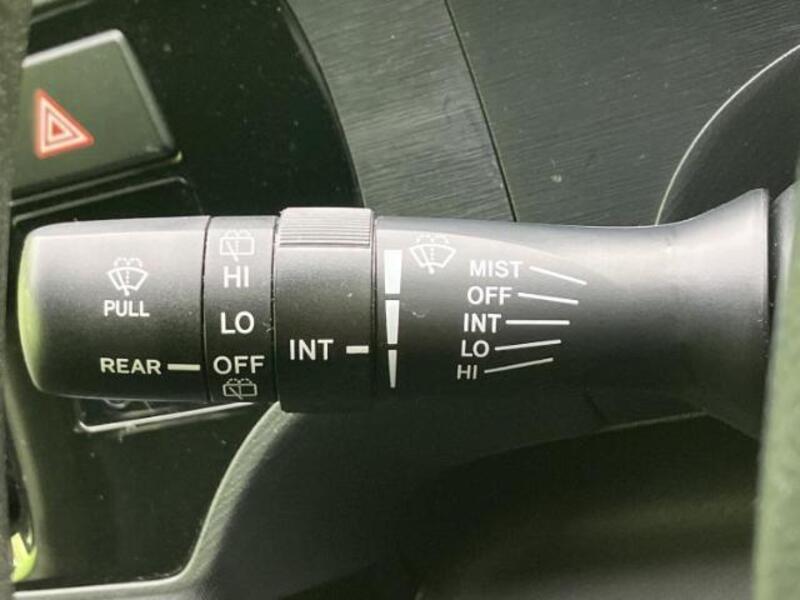 PULL
REAR
HI
LO
OFF
INT
MIST
OFF
INT
LO
HI